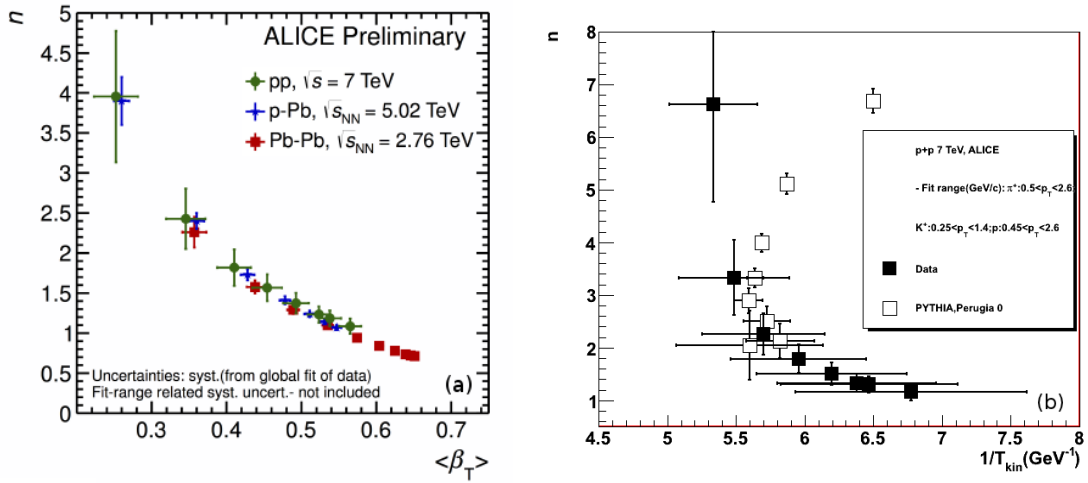 n
5
4.5
4
3.5
3
2.5
2
1.5
1
0.5
0
ALICE Preliminary
pp, √s = 7 TeV
p-Pb, √sNN = 5.02 TeV
Pb-Pb, √sNN = 2.76 TeV
Uncertainties: syst.(from global fit of data)
Fit-range related syst. uncert.- not included
(a)
0.3 0.4 0.5 0.6 0.7
<βT>
n
8
7
6
5
4
3
2
1
p+p 7 TeV, ALICE
- Fit range(GeV/c): π⁺:0.5<pT<2.6;
K⁺:0.25<pT<1.4;p:0.45<pT<2.6
Data
PYTHIA,Perugia 0
(b)
4.5 5 5.5 6 6.5 7 7.5 8
1/Tkin(GeV⁻¹)